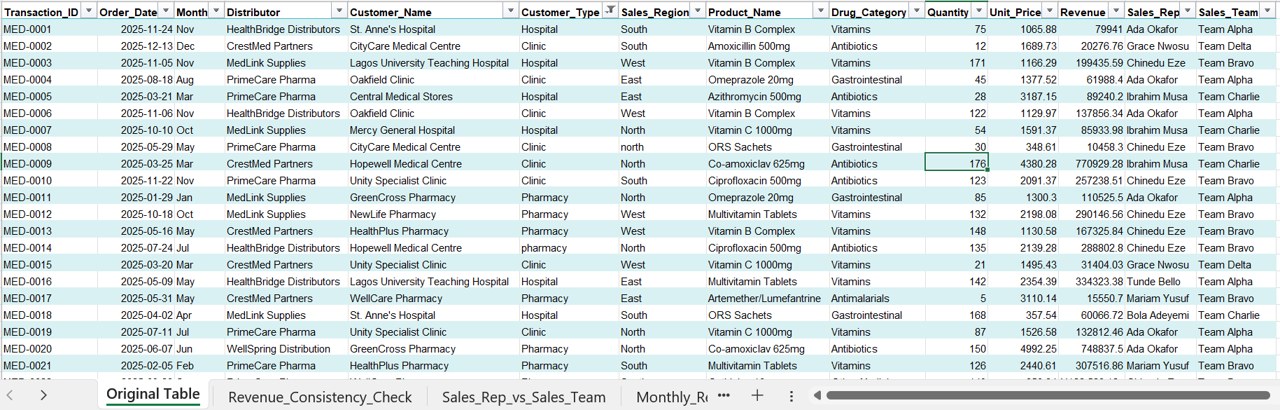 Transaction_ID Order_Date Month Distributor Customer_Name Customer_Type Sales_Region Product_Name Drug_Category Quantity Unit_Price Revenue Sales_Rep Sales_Team
MED-0001 2025-11-24 Nov HealthBridge Distributors St. Anne's Hospital Hospital South Vitamin B Complex Vitamins 75 1065.88 79941 Ada Okafor Team Alpha
MED-0002 2025-12-13 Dec CrestMed Partners CityCare Medical Centre Clinic South Amoxicillin 500mg Antibiotics 12 1689.73 20276.76 Grace Nwosu Team Delta
MED-0003 2025-11-05 Nov MedLink Supplies Lagos University Teaching Hospital Hospital West Vitamin B Complex Vitamins 171 1166.29 199435.59 Chinedu Eze Team Bravo
MED-0004 2025-08-18 Aug PrimeCare Pharma Oakfield Clinic Clinic East Omeprazole 20mg Gastrointestinal 45 1377.52 61988.4 Ada Okafor Team Alpha
MED-0005 2025-03-21 Mar PrimeCare Pharma Central Medical Stores Hospital East Azithromycin 500mg Antibiotics 28 3187.15 89240.2 Ibrahim Musa Team Charlie
MED-0006 2025-11-06 Nov PrimeCare Pharma Oakfield Clinic Clinic West Vitamin B Complex Vitamins 122 1129.97 137856.34 Ada Okafor Team Alpha
MED-0007 2025-10-10 Oct MedLink Supplies Mercy General Hospital Hospital North Vitamin C 1000mg Vitamins 54 1591.37 85933.98 Ibrahim Musa Team Charlie
MED-0008 2025-05-29 May PrimeCare Pharma CityCare Medical Centre Clinic north ORS Sachets Gastrointestinal 30 348.61 10458.3 Chinedu Eze Team Bravo
MED-0009 2025-03-25 Mar CrestMed Partners Hopewell Medical Centre Clinic North Co-amoxiclav 625mg Antibiotics 176 4380.28 770929.28 Ibrahim Musa Team Charlie
MED-0010 2025-11-22 Nov PrimeCare Pharma Unity Specialist Clinic Clinic South Ciprofloxacin 500mg Antibiotics 123 2091.37 257238.51 Chinedu Eze Team Bravo
MED-0011 2025-01-29 Jan MedLink Supplies GreenCross Pharmacy Pharmacy North Omeprazole 20mg Gastrointestinal 85 1300.3 110525.5 Ada Okafor Team Alpha
MED-0012 2025-10-18 Oct MedLink Supplies NewLife Pharmacy Pharmacy West Multivitamin Tablets Vitamins 132 2198.08 290146.56 Chinedu Eze Team Bravo
MED-0013 2025-05-16 May CrestMed Partners HealthPlus Pharmacy Pharmacy West Vitamin B Complex Vitamins 148 1130.58 167325.84 Chinedu Eze Team Bravo
MED-0014 2025-07-24 Jul HealthBridge Distributors Hopewell Medical Centre pharmacy North Ciprofloxacin 500mg Antibiotics 135 2139.28 288802.8 Chinedu Eze Team Bravo
MED-0015 2025-03-20 Mar CrestMed Partners Unity Specialist Clinic Clinic West Vitamin C 1000mg Vitamins 21 1495.43 31404.03 Grace Nwosu Team Delta
MED-0016 2025-05-09 May MedLink Supplies Lagos University Teaching Hospital Hospital East Multivitamin Tablets Vitamins 142 2354.39 334323.38 Tunde Bello Team Alpha
MED-0017 2025-05-31 May CrestMed Partners WellCare Pharmacy Pharmacy East Artemether/Lumefantrine Antimalarials 5 3110.14 15550.7 Mariam Yusuf Team Bravo
MED-0018 2025-04-02 Apr MedLink Supplies St. Anne's Hospital Hospital South ORS Sachets Gastrointestinal 168 357.54 60066.72 Bola Adeyemi Team Charlie
MED-0019 2025-07-11 Jul PrimeCare Pharma Unity Specialist Clinic Clinic North Vitamin C 1000mg Vitamins 87 1526.58 132812.46 Ada Okafor Team Alpha
MED-0020 2025-06-07 Jun WellSpring Distribution GreenCross Pharmacy Pharmacy South Co-amoxiclav 625mg Antibiotics 150 4992.25 748837.5 Ada Okafor Team Alpha
MED-0021 2025-02-05 Feb PrimeCare Pharma HealthPlus Pharmacy Pharmacy South Multivitamin Tablets Vitamins 126 2440.61 307516.86 Mariam Yusuf Team Bravo
Original Table Revenue_Consistency_Check Sales_Rep_vs_Sales_Team Monthly_Re